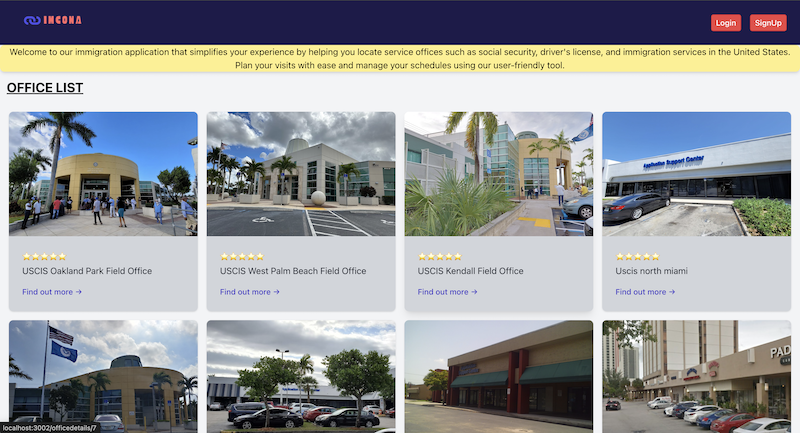 INCONA
Login
SignUp
Welcome to our immigration application that simplifies your experience by helping you locate service offices such as social security, driver's license, and immigration services in the United States.
Plan your visits with ease and manage your schedules using our user-friendly tool.
OFFICE LIST
Application Support Center
USCIS Oakland Park Field Office
USCIS West Palm Beach Field Office
USCIS Kendall Field Office
Uscis north miami
Find out more →
Find out more →
Find out more →
Find out more →
PAD
localhost:3002/officedetails/7